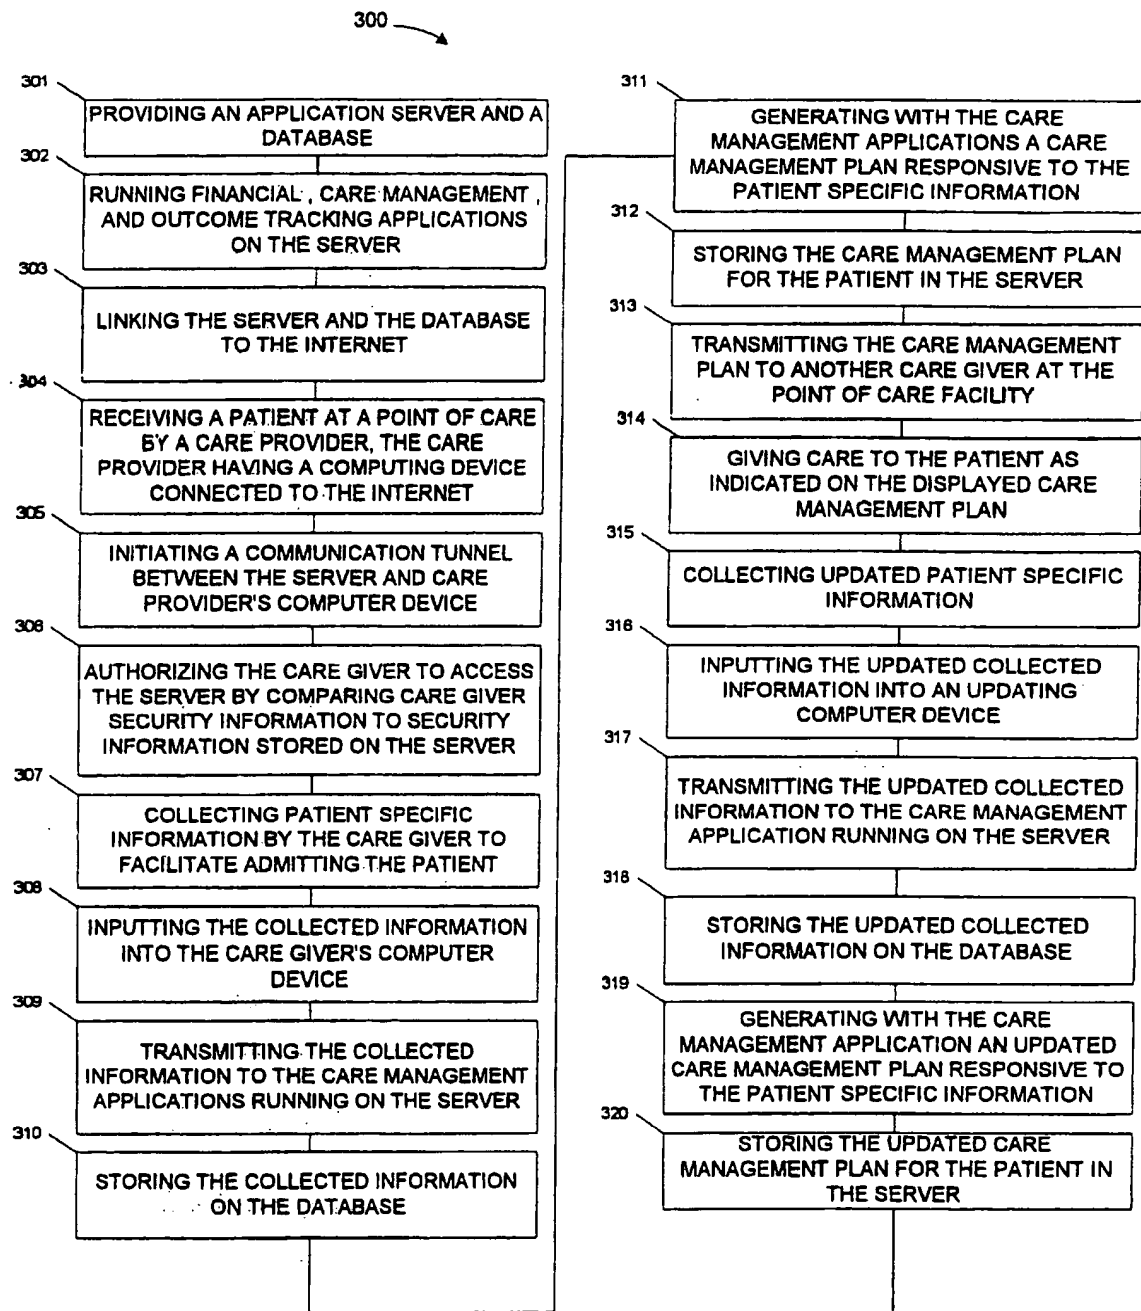 300
301
PROVIDING AN APPLICATION SERVER AND A
DATABASE
302
RUNNING FINANCIAL , CARE MANAGEMENT ,
AND OUTCOME TRACKING APPLICATIONS
ON THE SERVER
303
LINKING THE SERVER AND THE DATABASE
TO THE INTERNET
304
RECEIVING A PATIENT AT A POINT OF CARE
BY A CARE PROVIDER, THE CARE
PROVIDER HAVING A COMPUTING DEVICE
CONNECTED TO THE INTERNET
305
INITIATING A COMMUNICATION TUNNEL
BETWEEN THE SERVER AND CARE
PROVIDER'S COMPUTER DEVICE
306
AUTHORIZING THE CARE GIVER TO ACCESS
THE SERVER BY COMPARING CARE GIVER
SECURITY INFORMATION TO SECURITY
INFORMATION STORED ON THE SERVER
307
COLLECTING PATIENT SPECIFIC
INFORMATION BY THE CARE GIVER TO
FACILITATE ADMITTING THE PATIENT
308
INPUTTING THE COLLECTED INFORMATION
INTO THE CARE GIVER'S COMPUTER
DEVICE
309
TRANSMITTING THE COLLECTED
INFORMATION TO THE CARE MANAGEMENT
APPLICATIONS RUNNING ON THE SERVER
310
STORING THE COLLECTED INFORMATION
ON THE DATABASE
311
GENERATING WITH THE CARE
MANAGEMENT APPLICATIONS A CARE
MANAGEMENT PLAN RESPONSIVE TO THE
PATIENT SPECIFIC INFORMATION
312
STORING THE CARE MANAGEMENT PLAN
FOR THE PATIENT IN THE SERVER
313
TRANSMITTING THE CARE MANAGEMENT
PLAN TO ANOTHER CARE GIVER AT THE
POINT OF CARE FACILITY
314
GIVING CARE TO THE PATIENT AS
INDICATED ON THE DISPLAYED CARE
MANAGEMENT PLAN
315
COLLECTING UPDATED PATIENT SPECIFIC
INFORMATION
316
INPUTTING THE UPDATED COLLECTED
INFORMATION INTO AN UPDATING
COMPUTER DEVICE
317
TRANSMITTING THE UPDATED COLLECTED
INFORMATION TO THE CARE MANAGEMENT
APPLICATION RUNNING ON THE SERVER
318
STORING THE UPDATED COLLECTED
INFORMATION ON THE DATABASE
319
GENERATING WITH THE CARE
MANAGEMENT APPLICATION AN UPDATED
CARE MANAGEMENT PLAN RESPONSIVE TO
THE PATIENT SPECIFIC INFORMATION
320
STORING THE UPDATED CARE
MANAGEMENT PLAN FOR THE PATIENT IN
THE SERVER